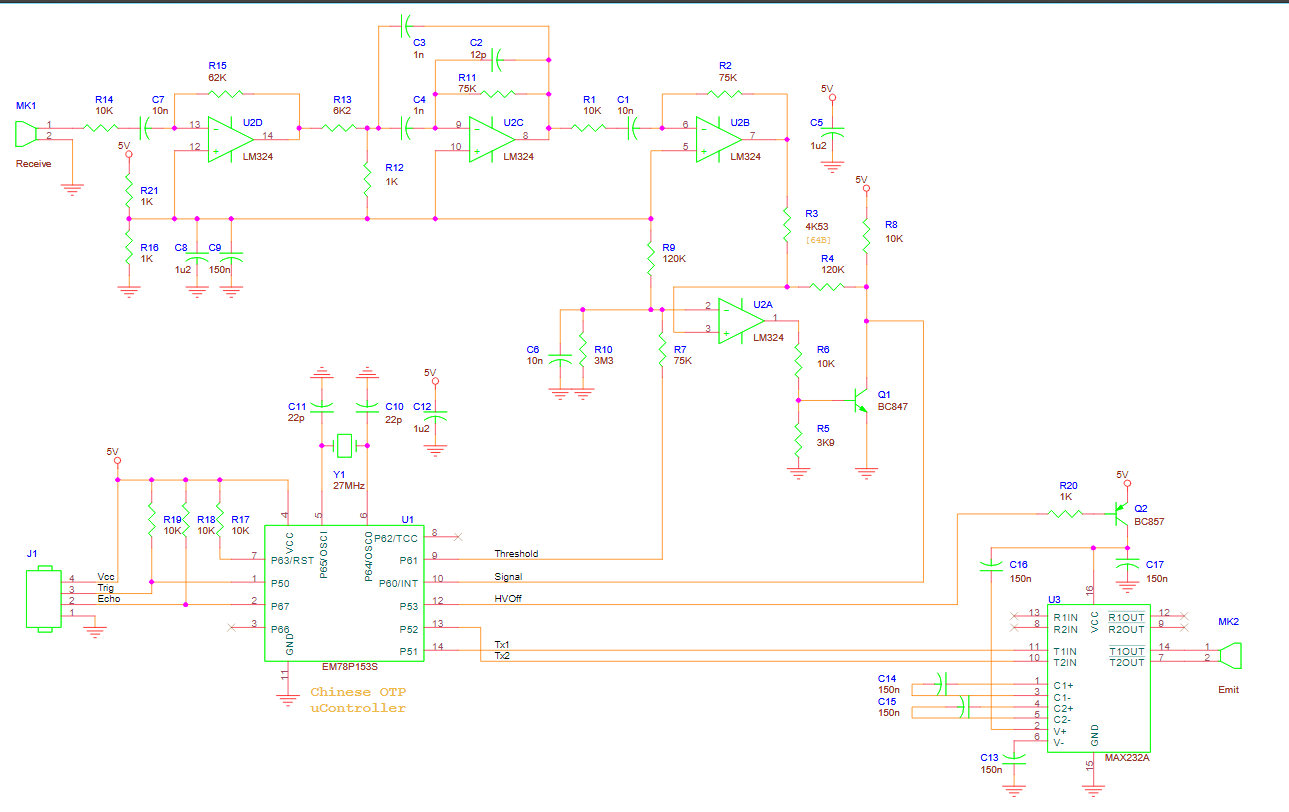 C3
1n
C2
12p
R15
62K
R11
75K
R2
75K
5V
MK1
1
2
Receive
R14
10K
C7
10n
13
12
U2D
14
LM324
R13
6K2
C4
1n
9
10
U2C
8
LM324
R1
10K
C1
10n
6
5
U2B
7
LM324
C5
1u2
5V
R21
1K
R12
1K
5V
R16
1K
C8
1u2
C9
150n
R9
120K
R3
4K53
[64B]
R8
10K
R4
120K
U2A
2
3
1
LM324
C6
10n
R10
3M3
R7
75K
R6
10K
Q1
BC847
R5
3K9
C11
22p
C10
22p
5V
C12
1u2
Y1
27MHz
5V
R19
10K
R18
10K
R17
10K
4
5
6
U1
VCC
P65/OSCI
P64/OSCO
P62/TCC
8
7
P63/RST
P61
9
Threshold
1
P50
P60/INT
10
Signal
2
P67
P53
12
HVOff
3
P66
P52
13
P51
14
Tx1
Tx2
GND
11
EM78P153S
Chinese OTP
uController
J1
4
Vcc
3
Trig
2
Echo
1
R20
1K
5V
Q2
BC857
C16
150n
C17
150n
U3
16
VCC
13
R1IN
R1OUT
12
8
R2IN
R2OUT
9
11
T1IN
T1OUT
14
10
T2IN
T2OUT
7
MK2
1
2
Emit
C14
150n
C15
150n
1
C1+
3
C1-
4
C2+
5
C2-
2
V+
6
V-
GND
15
MAX232A
C13
150n